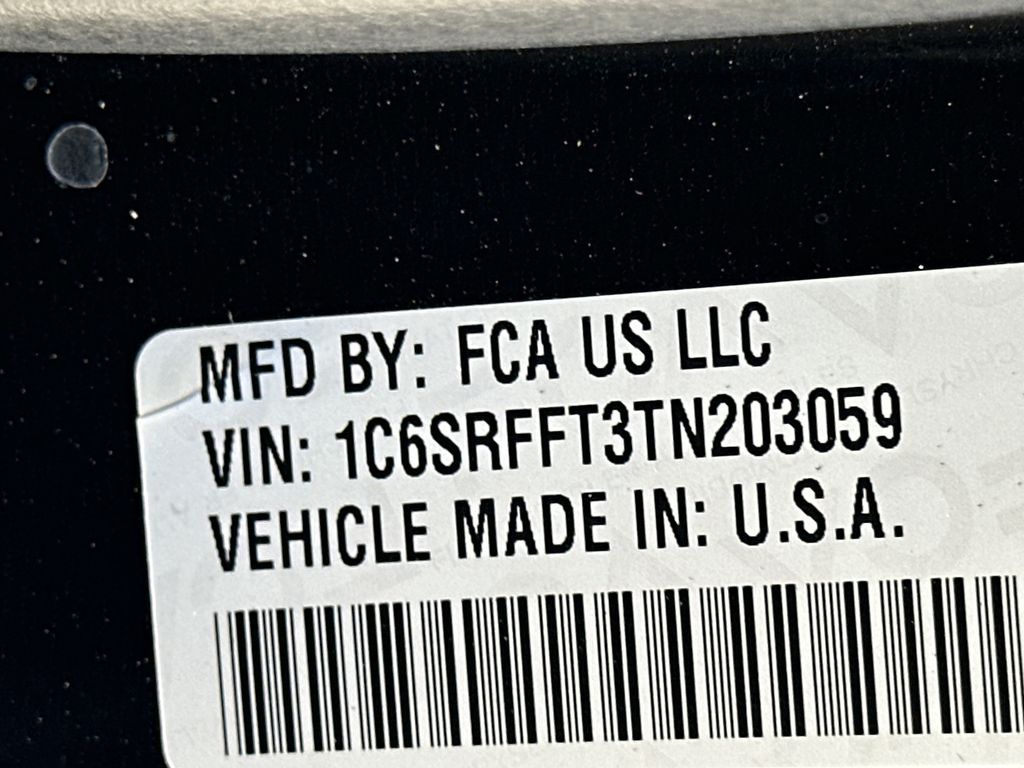 MFD BY: FCA US LLC
VIN: 1C6SRFFT3TN203059
VEHICLE MADE IN: U.S.A.